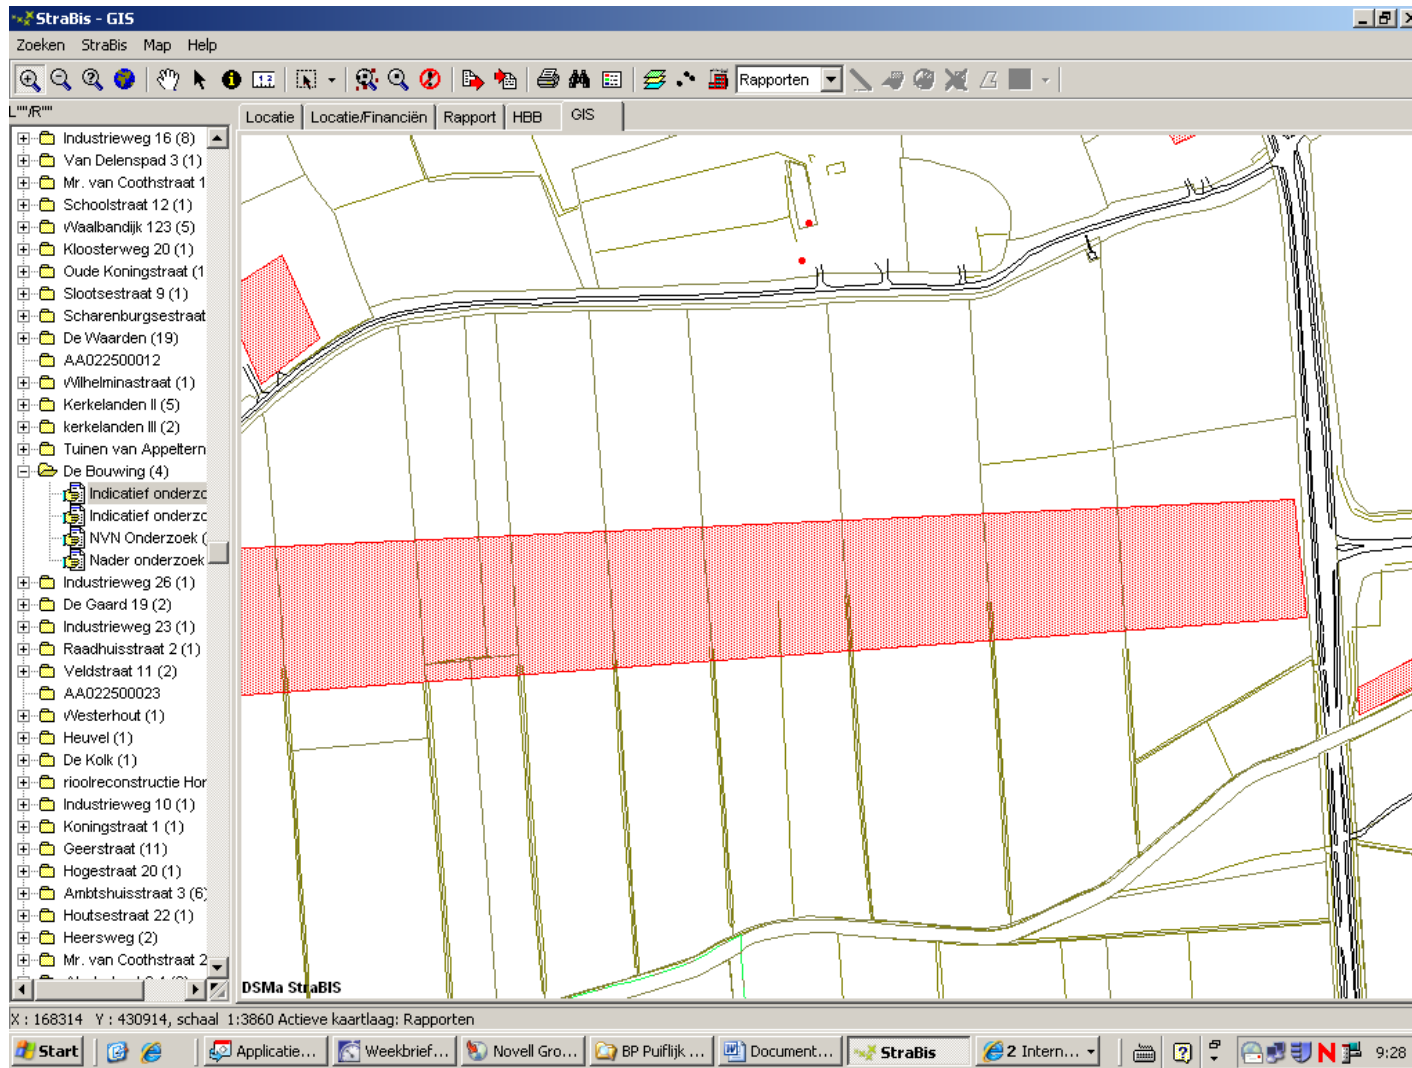 StraBis - GIS
Zoeken StraBis Map Help
Rapporten
L""/R""
Locatie Locatie/Financiën Rapport HBB GIS
Industrieweg 16 (8)
Van Delenspad 3 (1)
Mr. van Coothstraat 1
Schoolstraat 12 (1)
Waalbandijk 123 (5)
Kloosterweg 20 (1)
Oude Koningstraat (1
Slootsestraat 9 (1)
Scharenburgsestraat
De Waarden (19)
AA022500012
Wilhelminastraat (1)
Kerkelanden II (5)
kerkelanden III (2)
Tuinen van Appeltern
De Bouwing (4)
Indicatief onderzo
Indicatief onderzo
NVN Onderzoek (
Nader onderzoek
Industrieweg 26 (1)
De Gaard 19 (2)
Industrieweg 23 (1)
Raadhuisstraat 2 (1)
Veldstraat 11 (2)
AA022500023
Westerhout (1)
Heuvel (1)
De Kolk (1)
rioolreconstructie Hor
Industrieweg 10 (1)
Koningstraat 1 (1)
Geerstraat (11)
Hogestraat 20 (1)
Ambtshuisstraat 3 (6)
Houtsestraat 22 (1)
Heersweg (2)
Mr. van Coothstraat 2
DSMa StraBIS
X : 168314 Y : 430914, schaal 1:3860 Actieve kaartlaag: Rapporten
Start Applicatie... Weekbrief... Novell Gro... BP Puiflijk ... Document... StraBis 2 Intern... 9:28